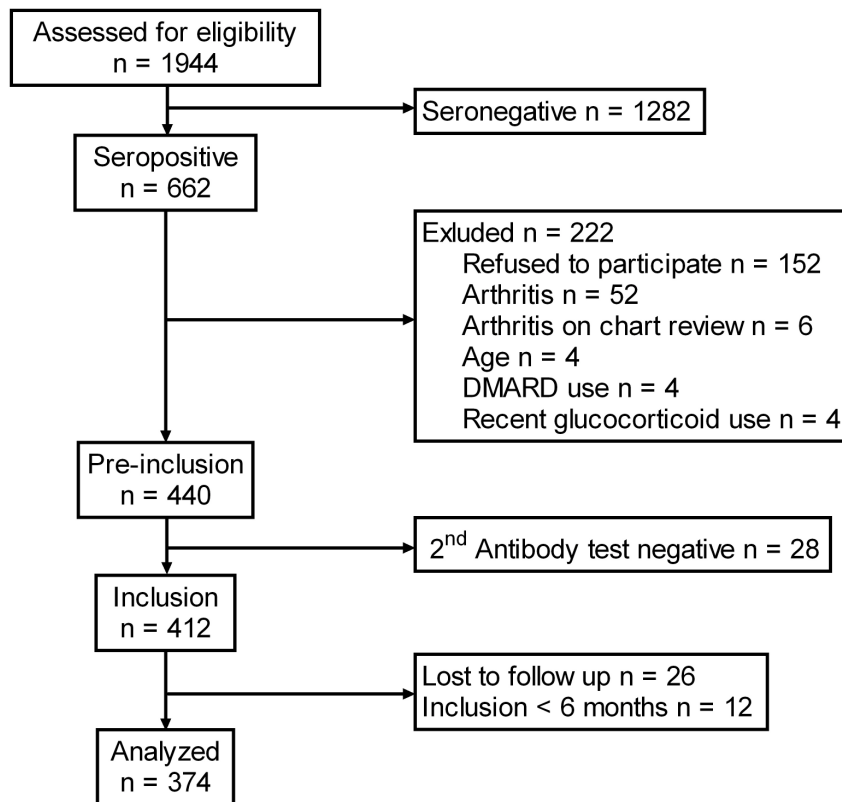 Assessed for eligibility
n = 1944
Seronegative n = 1282
Seropositive
n = 662
Exluded n = 222
Refused to participate n = 152
Arthritis n = 52
Arthritis on chart review n = 6
Age n = 4
DMARD use n = 4
Recent glucocorticoid use n = 4
Pre-inclusion
n = 440
2nd Antibody test negative n = 28
Inclusion
n = 412
Lost to follow up n = 26
Inclusion < 6 months n = 12
Analyzed
n = 374